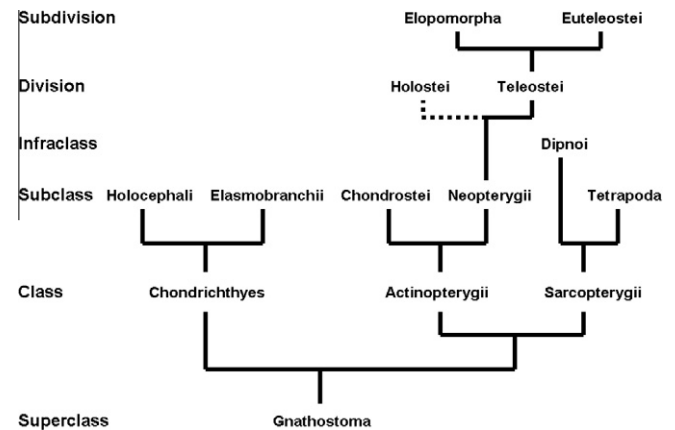 Subdivision Elopomorpha Euteleostei
Division Holostei Teleostei
Infraclass Dipnoi
Subclass Holocephali Elasmobranchii Chondrostei Neopterygii Tetrapoda
Class Chondrichthyes Actinopterygii Sarcopterygii
Superclass Gnathostoma